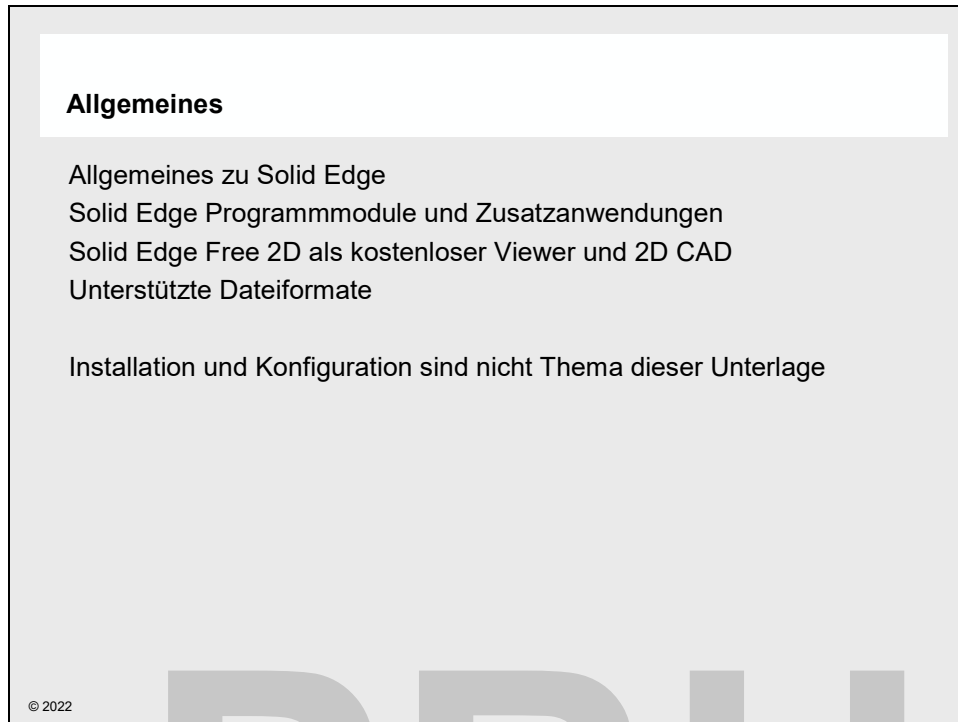 Allgemeines
Allgemeines zu Solid Edge
Solid Edge Programmmodule und Zusatzanwendungen
Solid Edge Free 2D als kostenloser Viewer und 2D CAD
Unterstützte Dateiformate
Installation und Konfiguration sind nicht Thema dieser Unterlage
© 2022